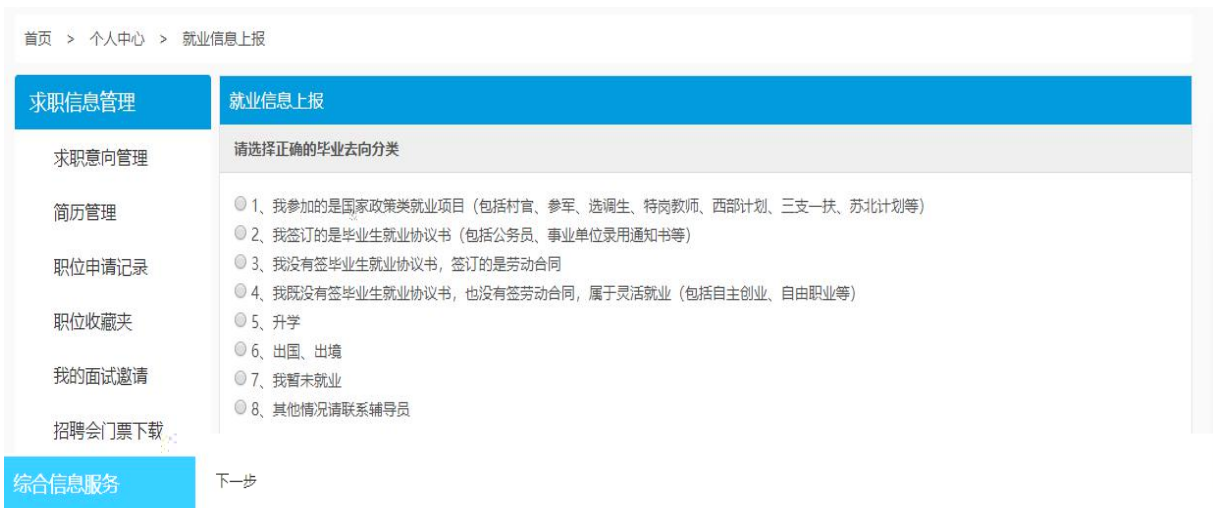 首页 > 个人中心 > 就业信息上报
求职信息管理
求职意向管理
简历管理
职位申请记录
职位收藏夹
我的面试邀请
招聘会门票下载
综合信息服务
就业信息上报
请选择正确的毕业去向分类
1、我参加的是国家政策类就业项目（包括村官、参军、选调生、特岗教师、西部计划、三支一扶、苏北计划等）
2、我签订的是毕业生就业协议书（包括公务员、事业单位录用通知书等）
3、我没有签毕业生就业协议书，签订的是劳动合同
4、我既没有签毕业生就业协议书，也没有签劳动合同，属于灵活就业（包括自主创业、自由职业等）
5、升学
6、出国、出境
7、我暂未就业
8、其他情况请联系辅导员
下一步